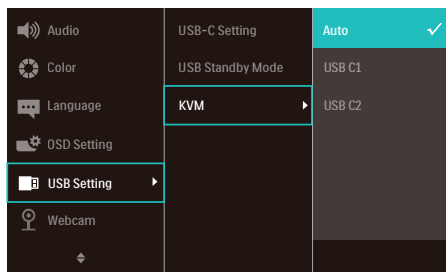 Audio
Color
Language
OSD Setting
USB Setting
Webcam
USB-C Setting
USB Standby Mode
KVM
Auto
USB C1
USB C2